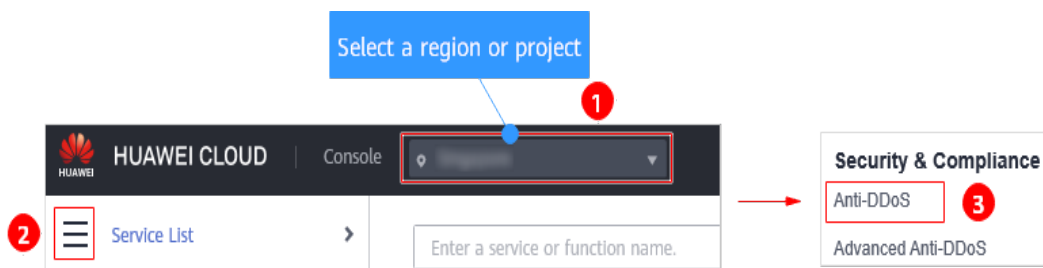 Select a region or project
1
HUAWEI
HUAWEI CLOUD
Console
2
Service List
Enter a service or function name.
Security & Compliance
Anti-DDoS
3
Advanced Anti-DDoS